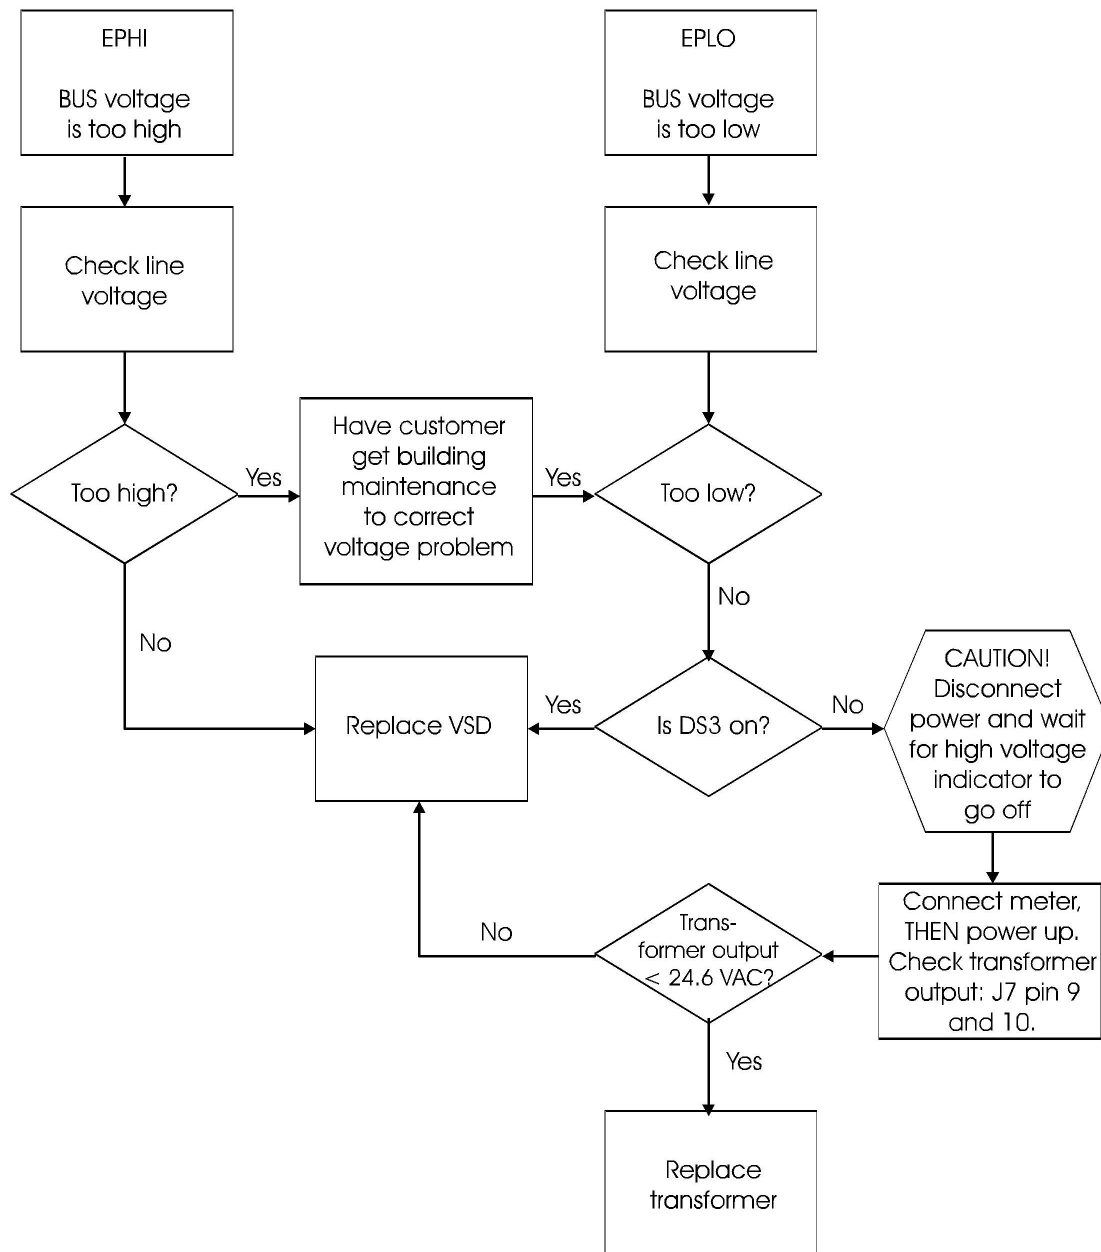 EPHI
BUS voltage
is too high
EPLO
BUS voltage
is too low
Check line
voltage
Check line
voltage
Too high?
Yes
Have customer
get building
maintenance
to correct
voltage problem
Yes
Too low?
No
No
Replace VSD
Yes
Is DS3 on?
No
CAUTION!
Disconnect
power and wait
for high voltage
indicator to
go off
Connect meter,
THEN power up.
Check transformer
output: J7 pin 9
and 10.
Trans-
former output
< 24.6 VAC?
No
Yes
Replace
transformer